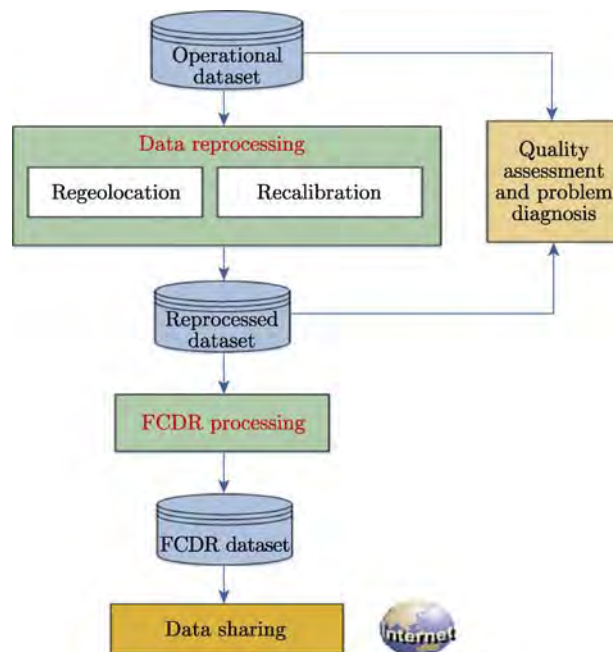 Operational
dataset
Data reprocessing
Regeolocation
Recalibration
Quality
assessment
and problem
diagnosis
Reprocessed
dataset
FCDR processing
FCDR dataset
Data sharing
Internet